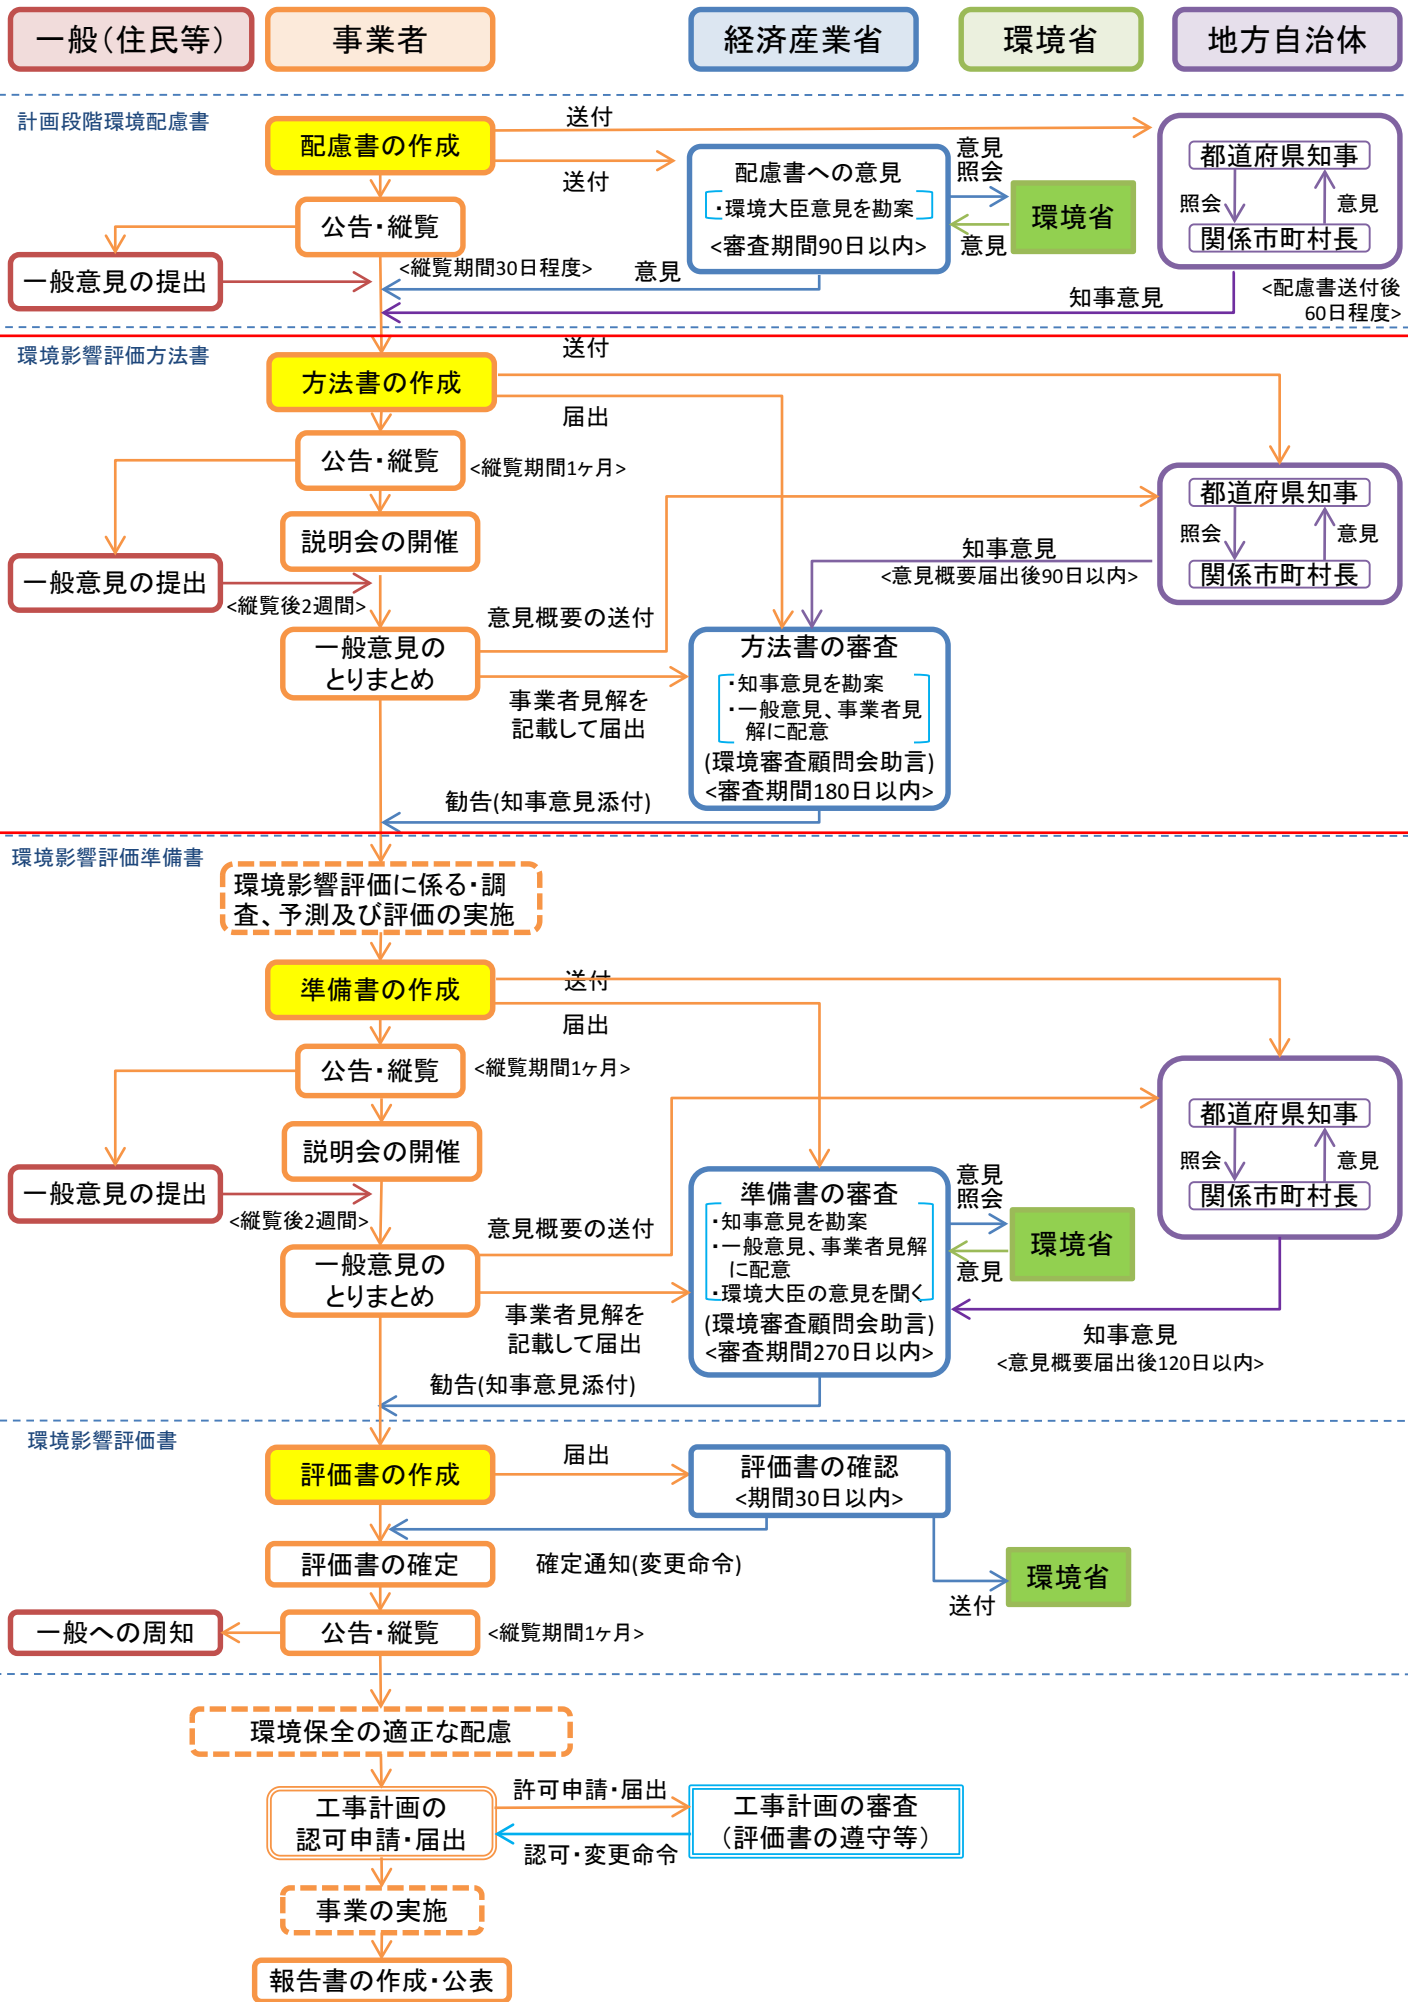 一般（住民等）
事業者
経済産業省
環境省
地方自治体
計画段階環境配慮書
配慮書の作成
送付
送付
配慮書への意見
・環境大臣意見を勘案
<審査期間90日以内>
意見
照会
意見
環境省
都道府県知事
照会
意見
関係市町村長
公告・縦覧
<縦覧期間30日程度>
一般意見の提出
意見
知事意見
<配慮書送付後
60日程度>
環境影響評価方法書
方法書の作成
送付
届出
公告・縦覧
<縦覧期間1ヶ月>
説明会の開催
都道府県知事
照会
意見
関係市町村長
知事意見
<意見概要届出後90日以内>
一般意見の提出
<縦覧後2週間>
意見概要の送付
一般意見の
とりまとめ
事業者見解を
記載して届出
方法書の審査
・知事意見を勘案
・一般意見、事業者見
解に配意
(環境審査顧問会助言)
<審査期間180日以内>
勧告(知事意見添付)
環境影響評価準備書
環境影響評価に係る・調
査、予測及び評価の実施
準備書の作成
送付
届出
公告・縦覧
<縦覧期間1ヶ月>
説明会の開催
都道府県知事
照会
意見
関係市町村長
一般意見の提出
<縦覧後2週間>
意見概要の送付
一般意見の
とりまとめ
事業者見解を
記載して届出
準備書の審査
・知事意見を勘案
・一般意見、事業者見解
に配意
・環境大臣の意見を聞く
(環境審査顧問会助言)
<審査期間270日以内>
意見
照会
意見
環境省
知事意見
<意見概要届出後120日以内>
勧告(知事意見添付)
環境影響評価書
評価書の作成
届出
評価書の確認
<期間30日以内>
評価書の確定
確定通知(変更命令)
環境省
送付
一般への周知
公告・縦覧
<縦覧期間1ヶ月>
環境保全の適正な配慮
工事計画の
認可申請・届出
許可申請・届出
認可・変更命令
工事計画の審査
（評価書の遵守等）
事業の実施
報告書の作成・公表